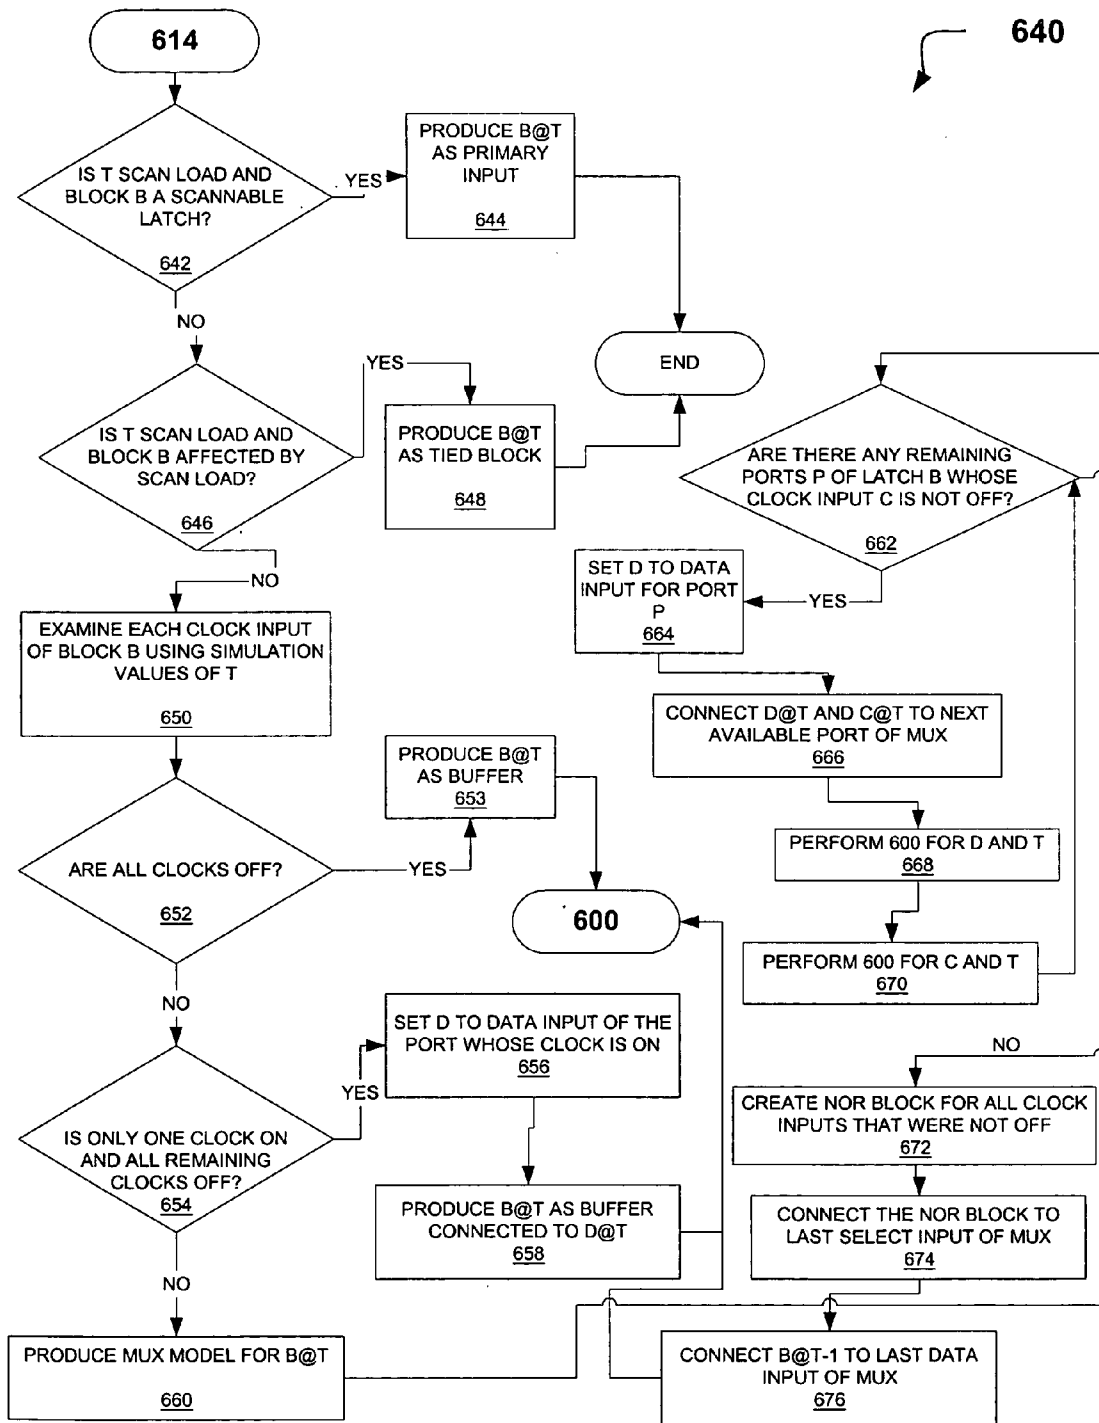 614
640
IS T SCAN LOAD AND
BLOCK B A SCANNABLE
LATCH?
642
YES
PRODUCE B@T
AS PRIMARY
INPUT
644
NO
END
IS T SCAN LOAD AND
BLOCK B AFFECTED BY
SCAN LOAD?
646
YES
PRODUCE B@T
AS TIED BLOCK
648
NO
EXAMINE EACH CLOCK INPUT
OF BLOCK B USING SIMULATION
VALUES OF T
650
ARE ALL CLOCKS OFF?
652
YES
PRODUCE B@T
AS BUFFER
653
600
NO
IS ONLY ONE CLOCK ON
AND ALL REMAINING
CLOCKS OFF?
654
YES
SET D TO DATA INPUT OF THE
PORT WHOSE CLOCK IS ON
656
PRODUCE B@T AS BUFFER
CONNECTED TO D@T
658
NO
PRODUCE MUX MODEL FOR B@T
660
ARE THERE ANY REMAINING
PORTS P OF LATCH B WHOSE
CLOCK INPUT C IS NOT OFF?
662
YES
SET D TO DATA
INPUT FOR PORT
P
664
CONNECT D@T AND C@T TO NEXT
AVAILABLE PORT OF MUX
666
PERFORM 600 FOR D AND T
668
PERFORM 600 FOR C AND T
670
NO
CREATE NOR BLOCK FOR ALL CLOCK
INPUTS THAT WERE NOT OFF
672
CONNECT THE NOR BLOCK TO
LAST SELECT INPUT OF MUX
674
CONNECT B@T-1 TO LAST DATA
INPUT OF MUX
676